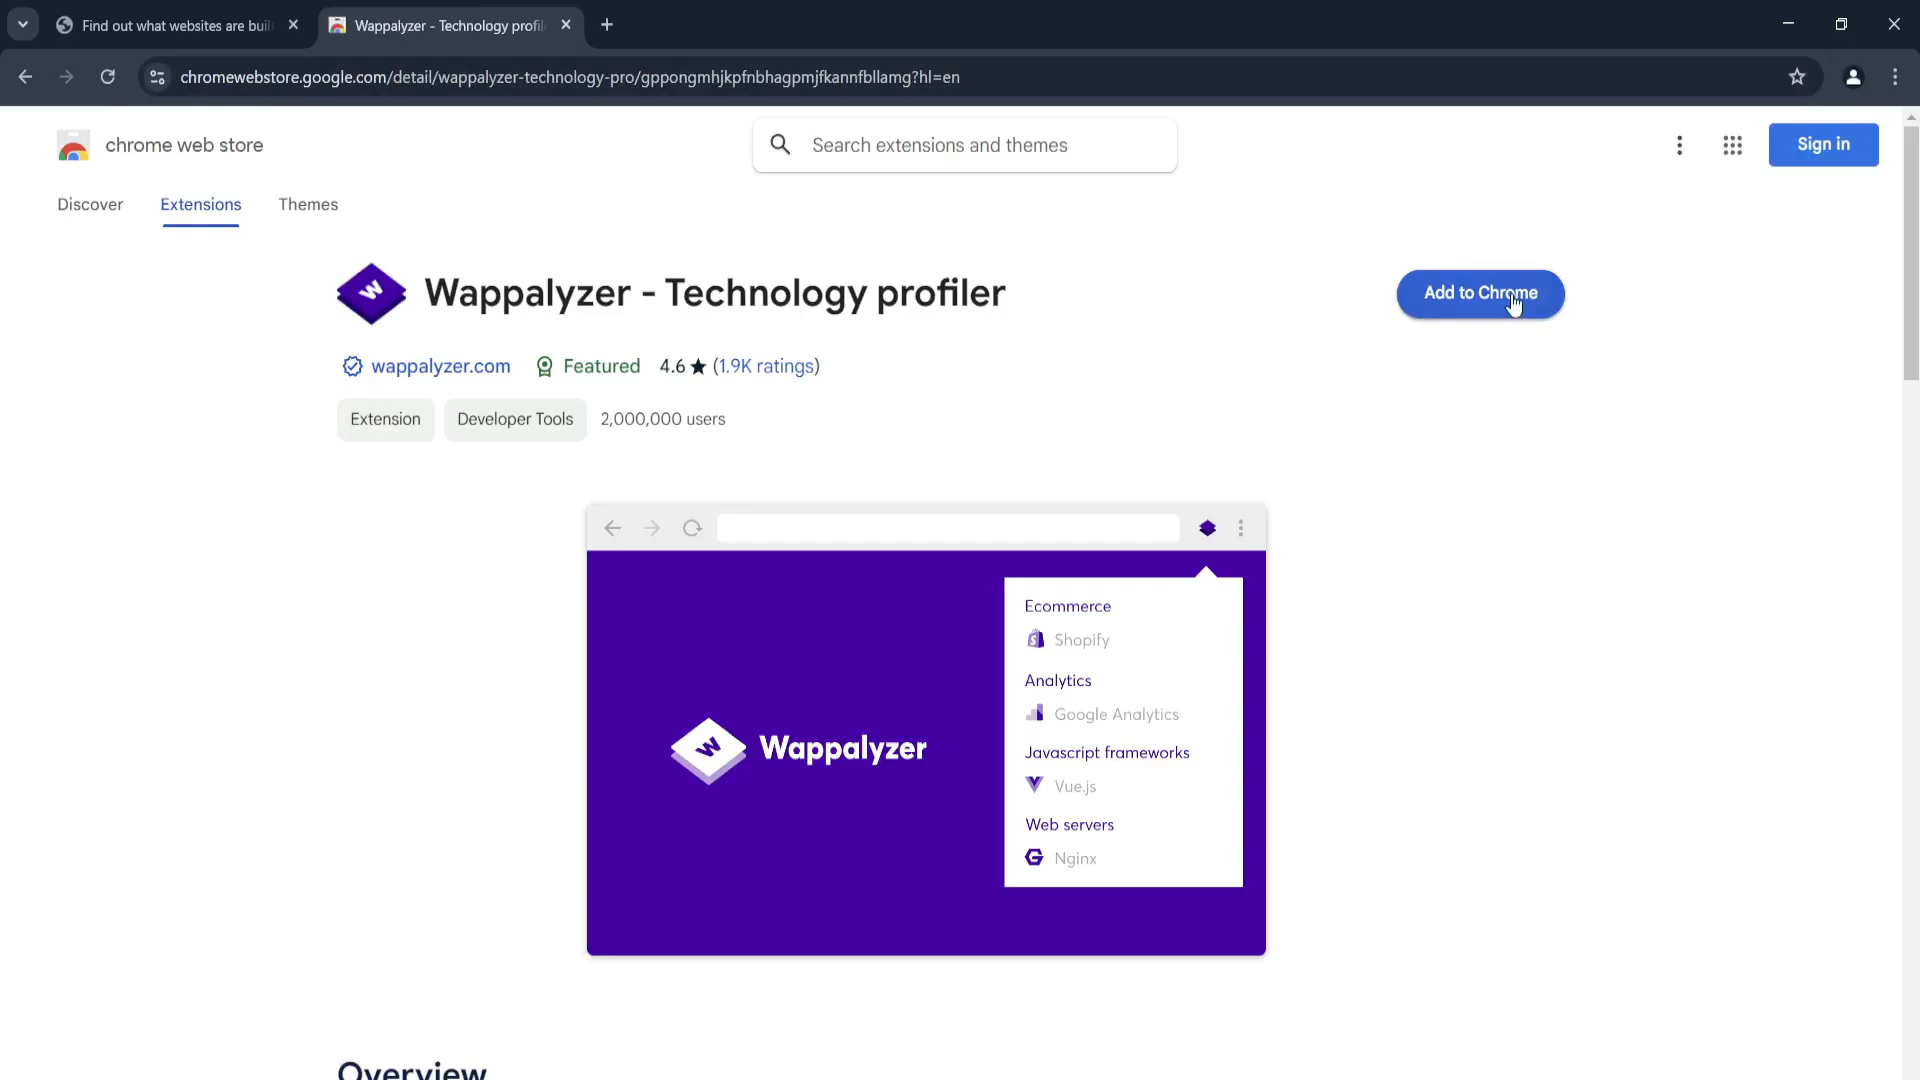 Find out what websites are buil
Wappalyzer - Technology profil
chromewebstore.google.com/detail/wappalyzer-technology-pro/gppongmhjkpfnbhagpmjfkannfbllamg?hl=en
chrome web store
Search extensions and themes
Sign in
Discover
Extensions
Themes
Wappalyzer - Technology profiler
Add to Chrome
wappalyzer.com
Featured
4.6 ★ (1.9K ratings)
Extension
Developer Tools
2,000,000 users
Ecommerce
Shopify
Analytics
Google Analytics
Javascript frameworks
Vue.js
Web servers
Nginx
Wappalyzer
Overview